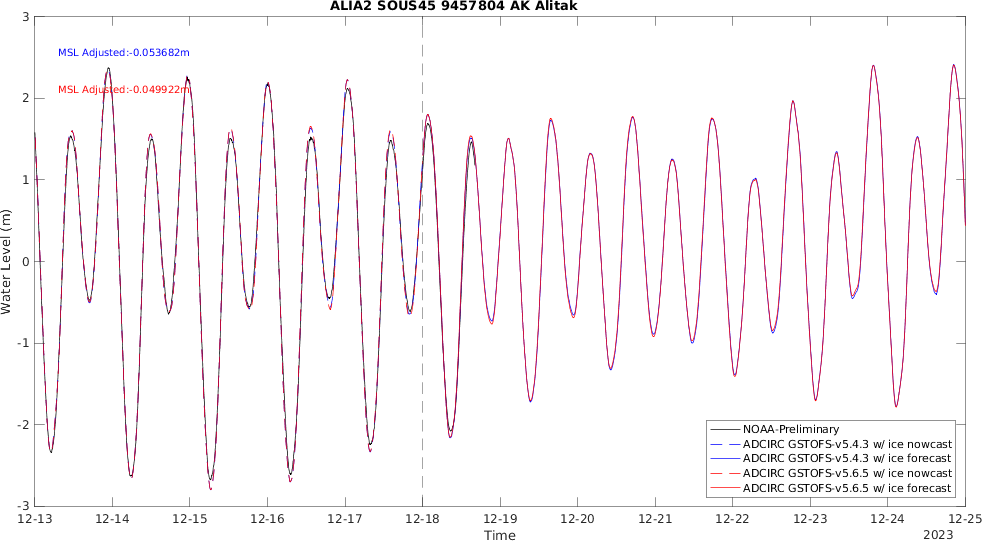 ALIA2 SOUS45 9457804 AK Alitak
3
MSL Adjusted:-0.053682m
MSL Adjusted:-0.049922m
2
1
0
-1
-2
-3
Water Level (m)
NOAA-Preliminary
ADCIRC GSTOFS-v5.4.3 w/ ice nowcast
ADCIRC GSTOFS-v5.4.3 w/ ice forecast
ADCIRC GSTOFS-v5.6.5 w/ ice nowcast
ADCIRC GSTOFS-v5.6.5 w/ ice forecast
12-13 12-14 12-15 12-16 12-17 12-18 12-19 12-20 12-21 12-22 12-23 12-24 12-25
Time
2023